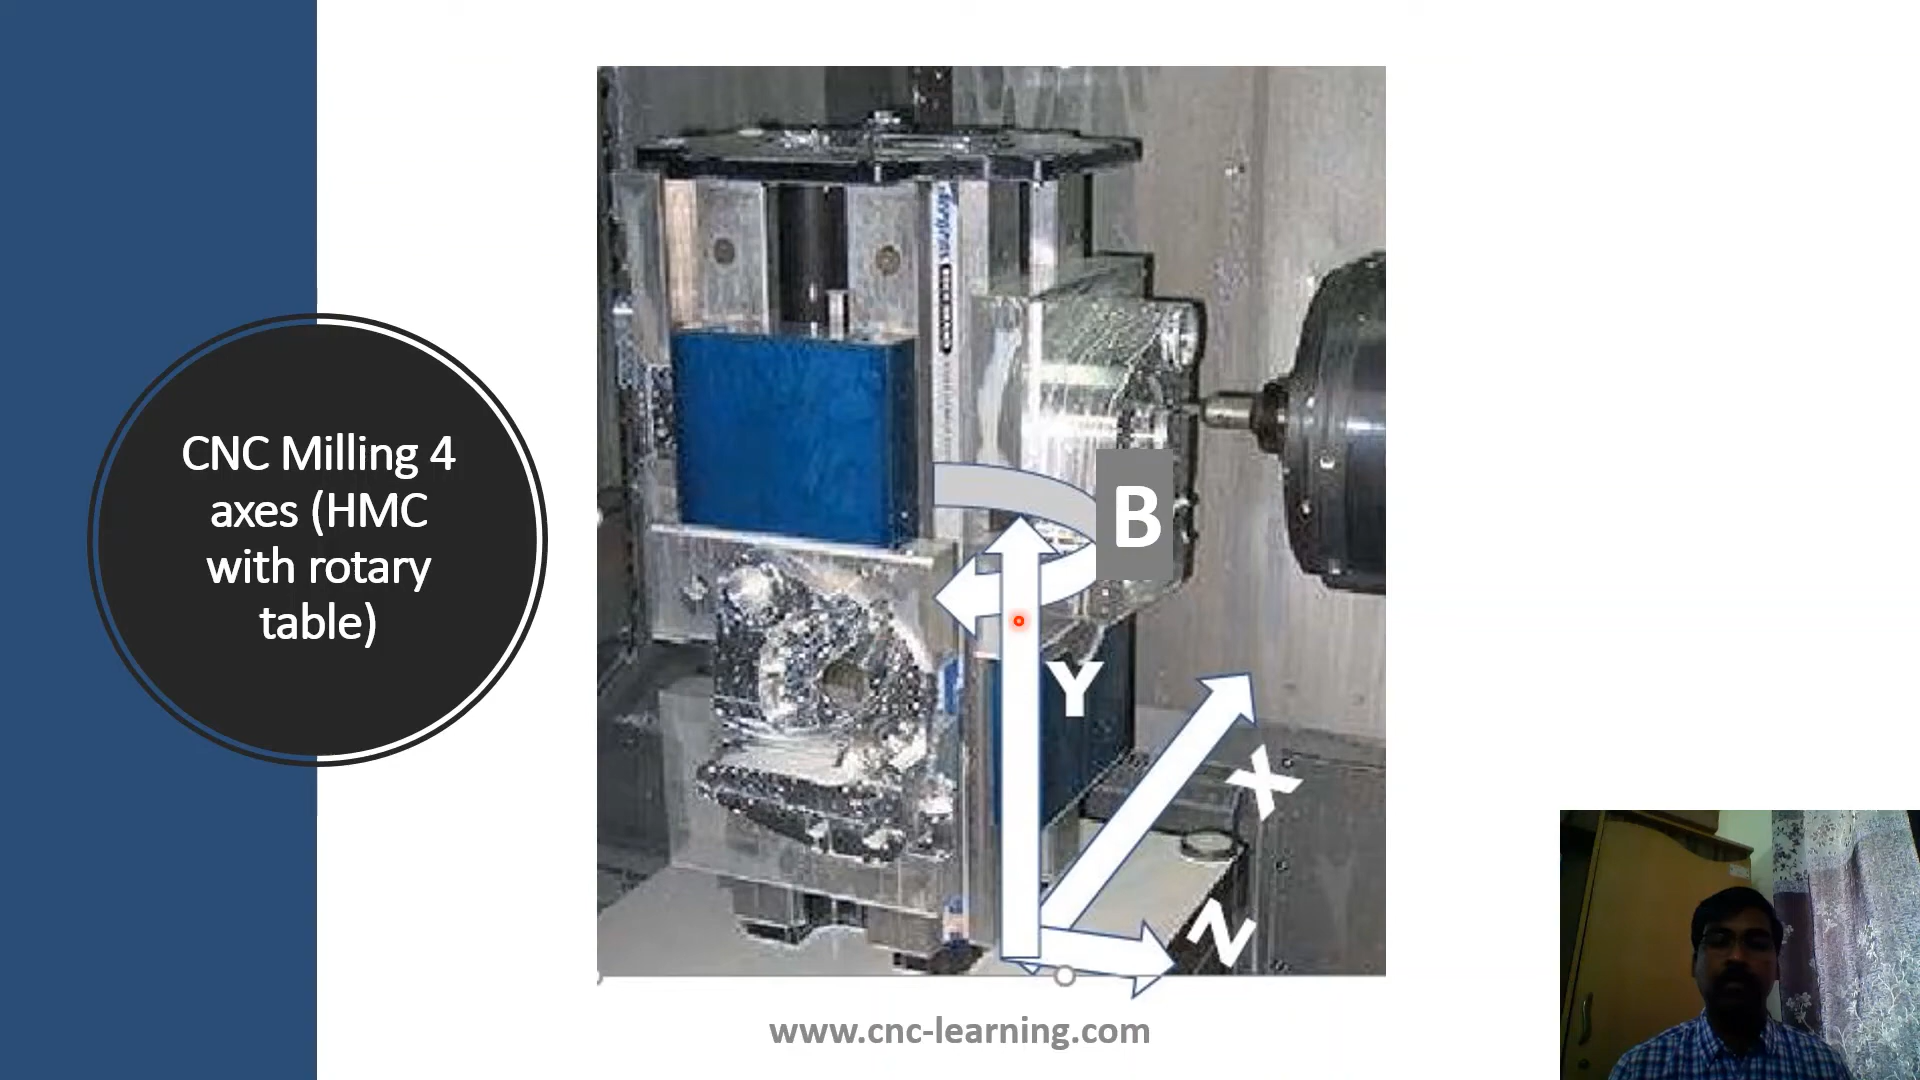 CNC Milling 4
axes (HMC
with rotary
table)
B
Y
X
Z
www.cnc-learning.com